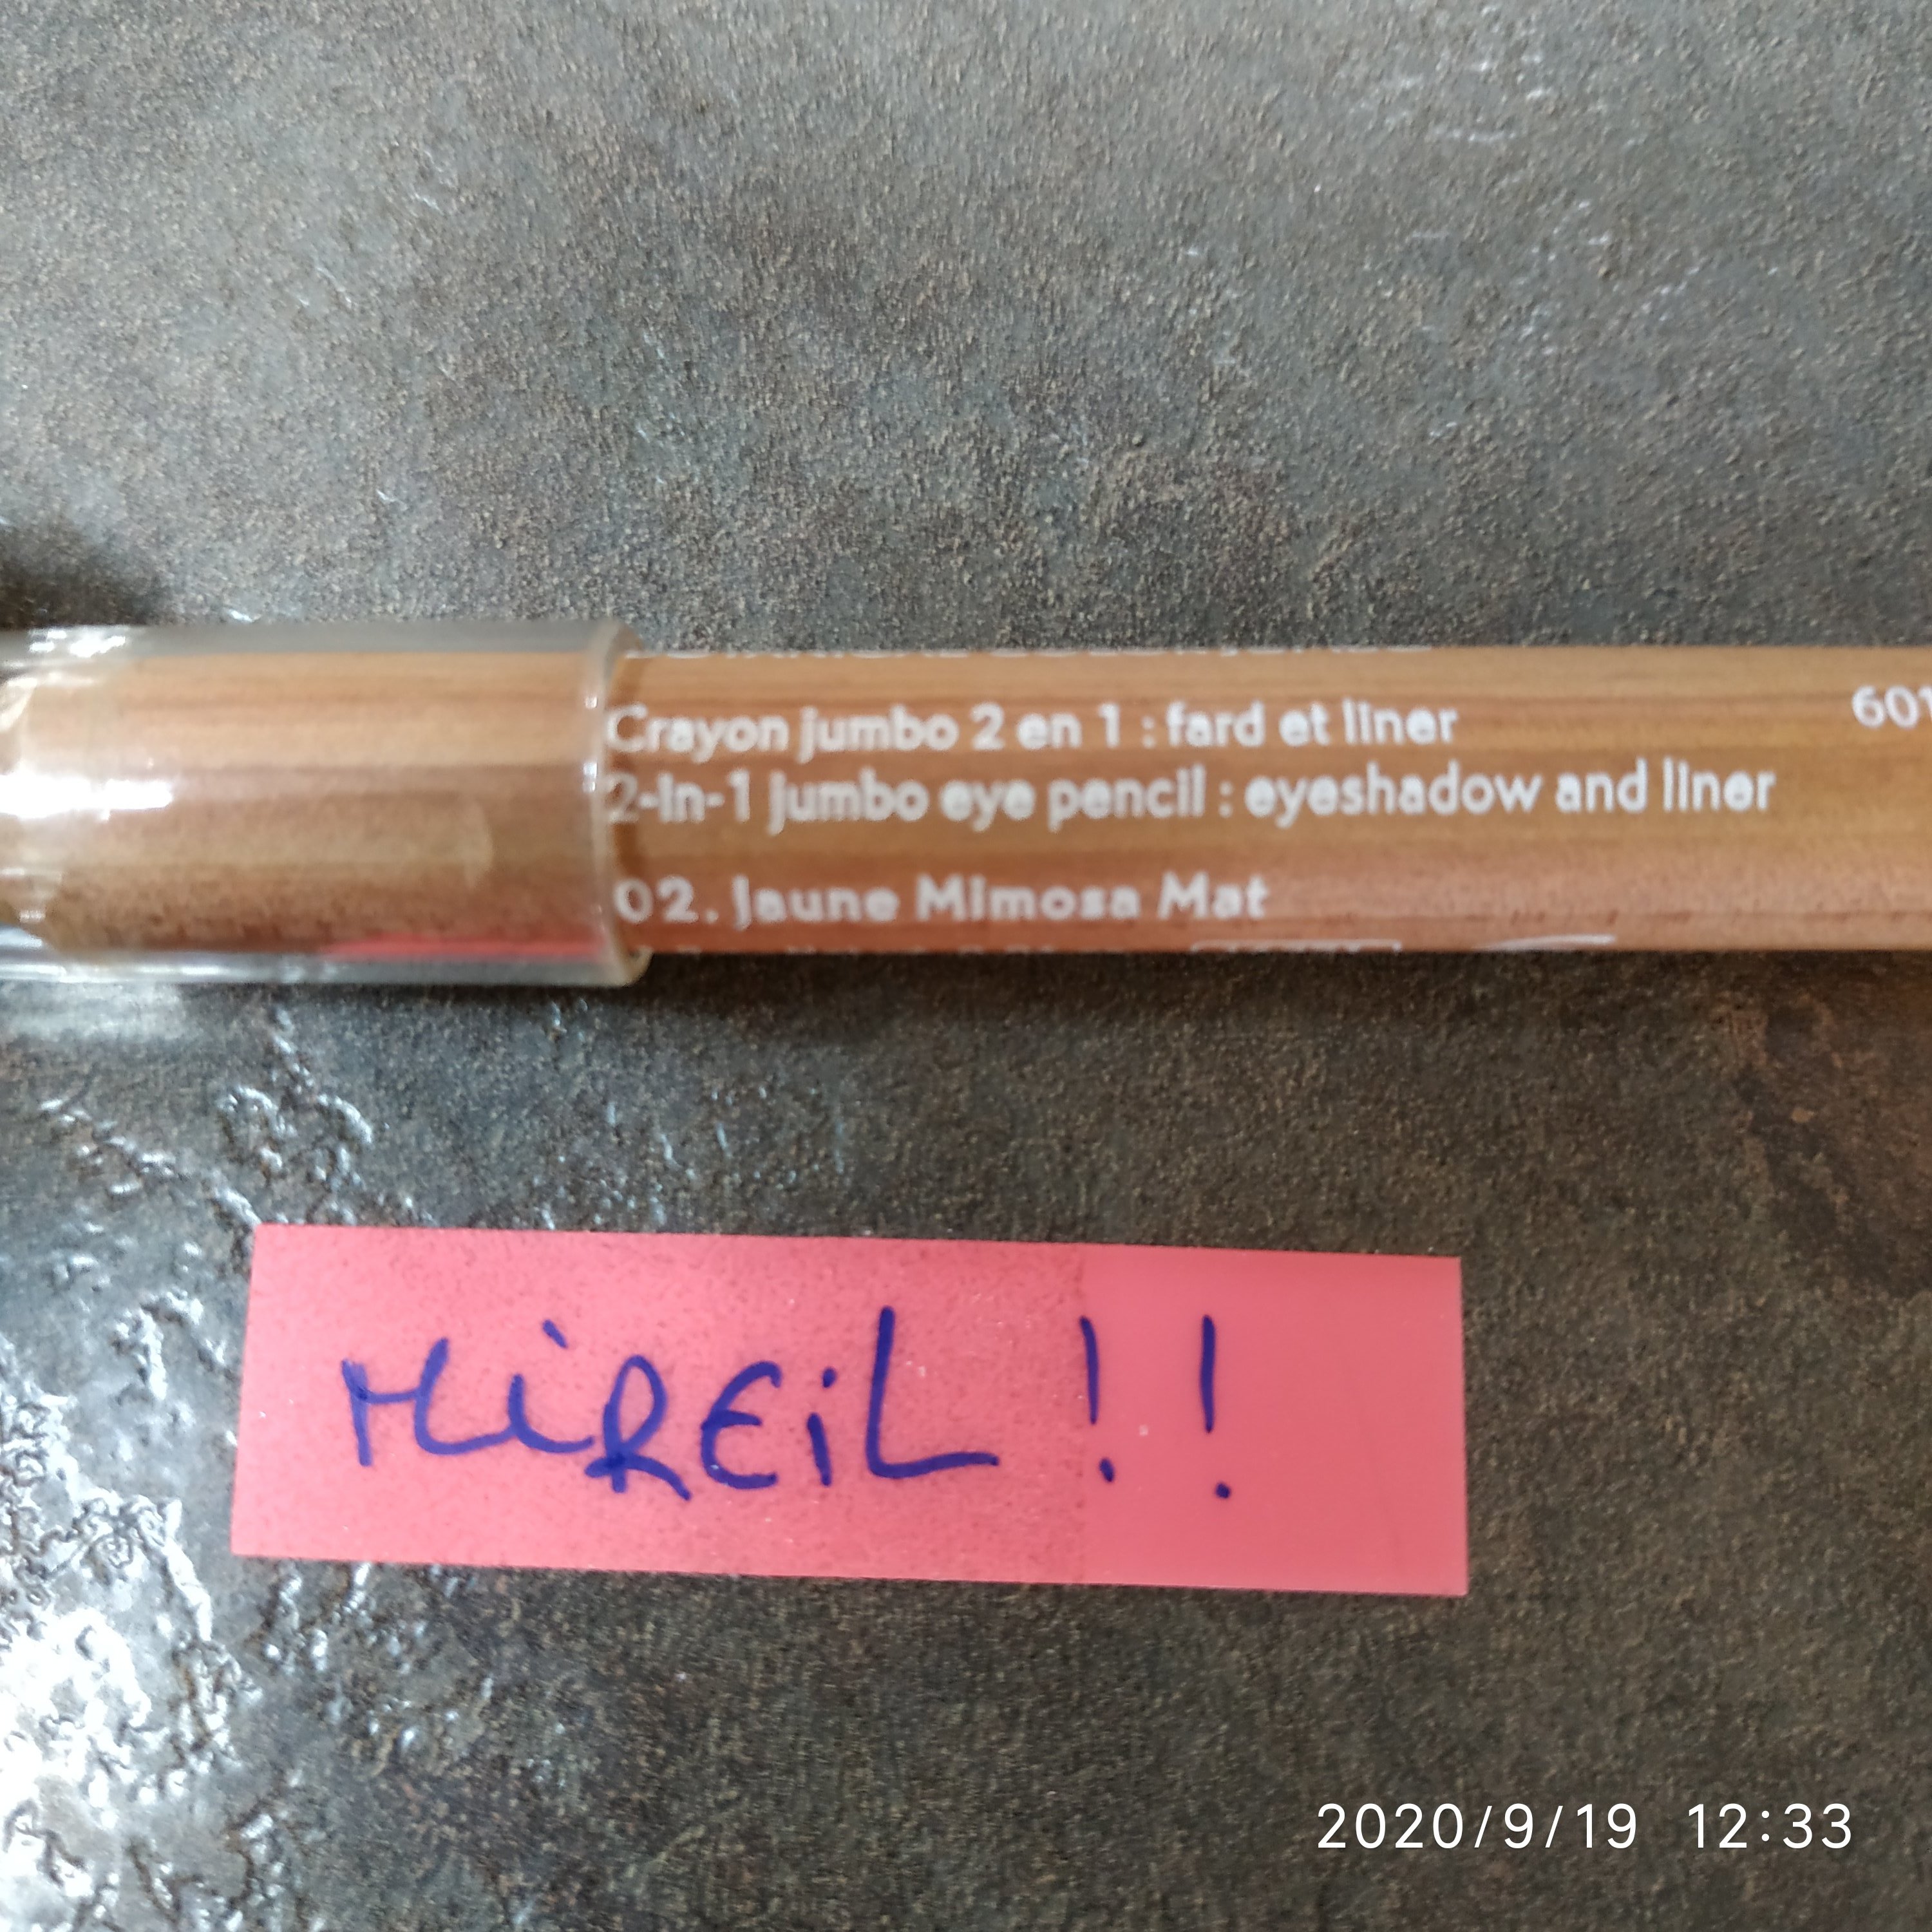 Crayon jumbo 2 en 1 : fard et liner
2-in-1 jumbo eye pencil : eyeshadow and liner
02. Jaune Mimosa Mat
601
MiREiL !!
2020/9/19 12:33